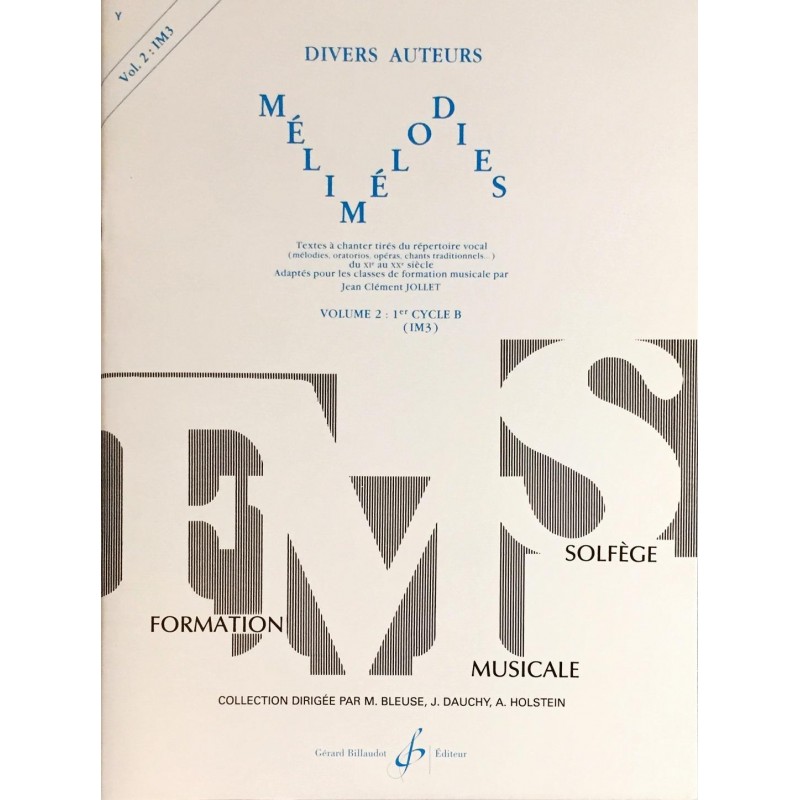 Y
Vol. 2 : IM3
DIVERS AUTEURS
MÉLIMÉLODIES
Textes à chanter tirés du répertoire vocal
(mélodies, oratorios, opéras, chants traditionnels...)
du XIe au XXe siècle
Adaptés pour les classes de formation musicale par
Jean Clément JOLLET
VOLUME 2 : 1er CYCLE B
(IM3)
FMS
SOLFÈGE
FORMATION
MUSICALE
COLLECTION DIRIGÉE PAR M. BLEUSE, J. DAUCHY, A. HOLSTEIN
Gérard Billaudot Éditeur